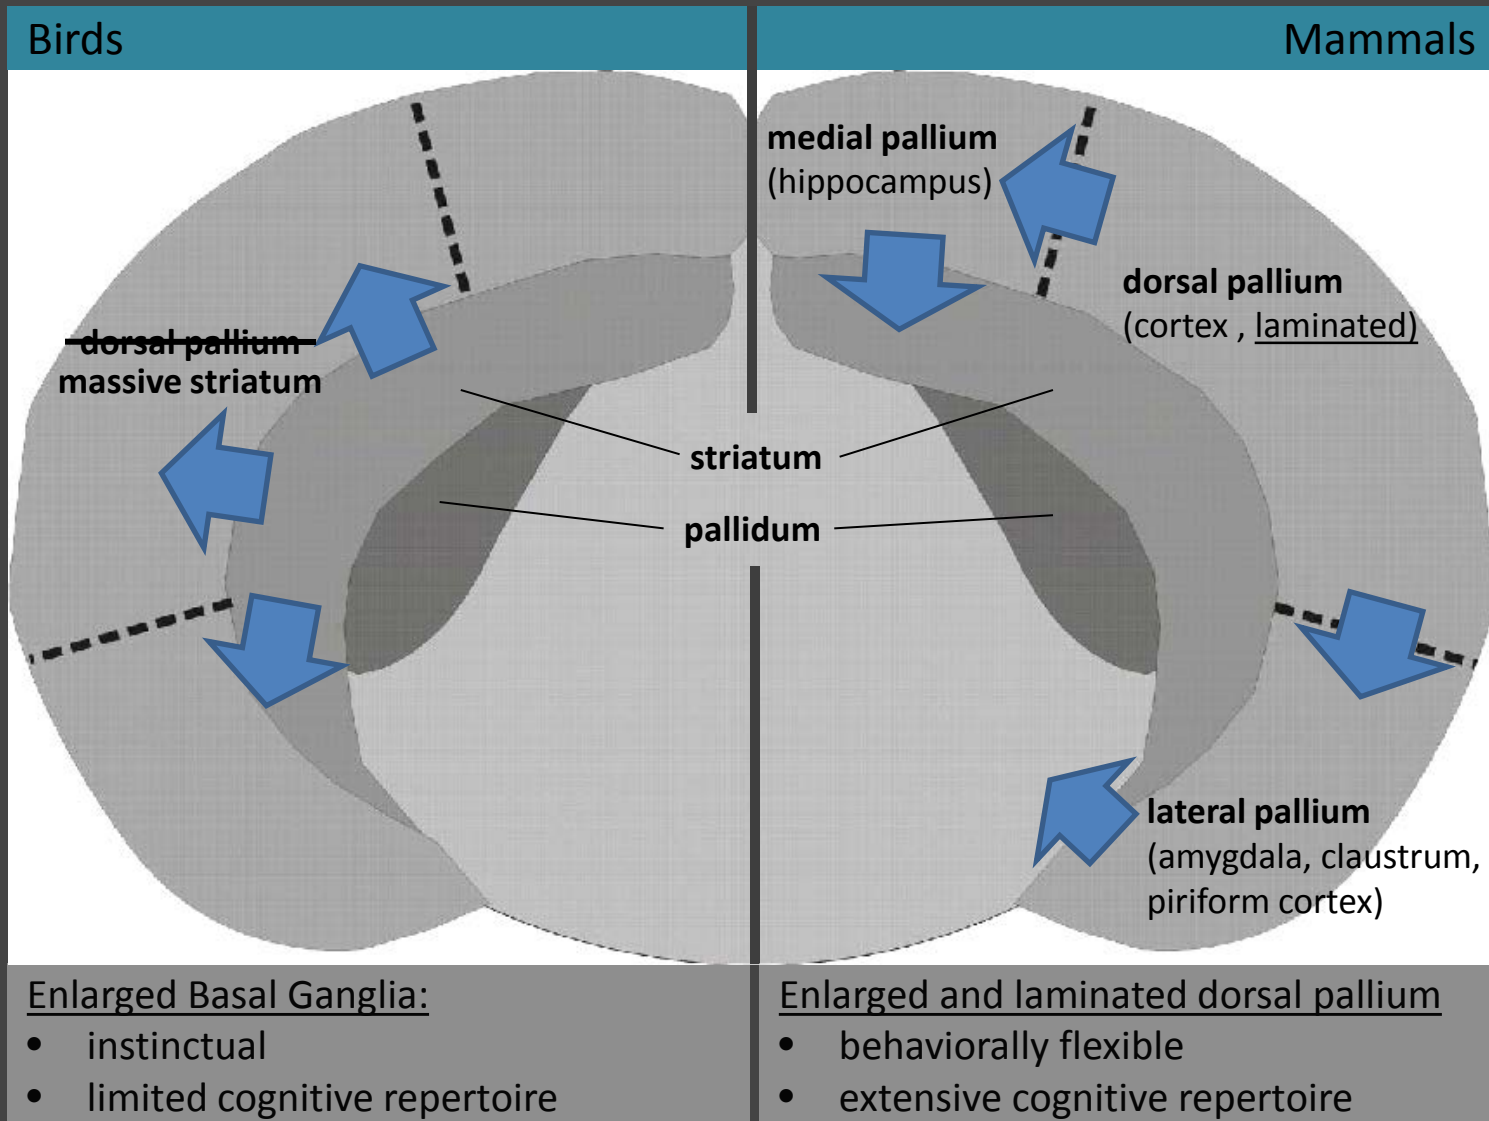 Birds
Mammals
medial pallium
(hippocampus)
dorsal pallium
(cortex , laminated)
dorsal pallium
massive striatum
striatum
pallidum
lateral pallium
(amygdala, claustrum,
piriform cortex)
Enlarged Basal Ganglia:
• instinctual
• limited cognitive repertoire
Enlarged and laminated dorsal pallium
• behaviorally flexible
• extensive cognitive repertoire